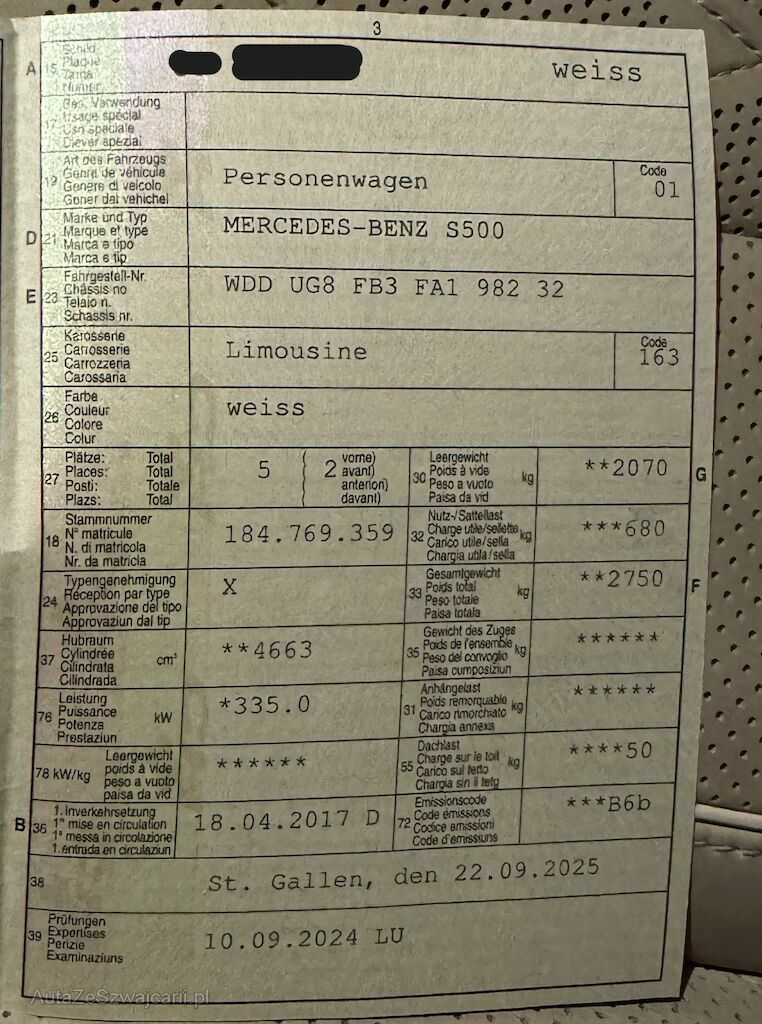 3
A 15 Schild weiss
Plaque
Targa
Numer
17 Bes. Verwendung
Usage spécial
Uso speciale
Diever spezial
19 Art des Fahrzeugs Personenwagen Code 01
Genre de véhicule
Genere di veicolo
Gener dal vehichel
D 21 Marke und Typ MERCEDES-BENZ S500
Marque et type
Marca e tipo
Marca e tip
E 23 Fahrgestell-Nr. WDD UG8 FB3 FA1 982 32
Châssis no
Telaio n.
Schassis nr.
25 Karosserie Limousine Code 163
Carrosserie
Carrozzeria
Carossaria
26 Farbe weiss
Couleur
Colore
Colur
27 Plätze: Total 5 ( 2 vorne) 30 Leergewicht kg **2070 G
Places: Total avant) Poids à vide
Posti: Totale anteriori) Peso a vuoto
Plazs: Total davant) Paisa da vid
18 Stammnummer 184.769.359 32 Nutz-/Sattellast kg ***680
N° matricule Charge utile/sellette
N. di matricola Carico utile/sella
Nr. da matricla Chargia utila/sella
24 Typengenehmigung X 33 Gesamtgewicht kg **2750 F
Réception par type Poids total
Approvazione del tipo Peso totale
Approvaziun dal tip Paisa totala
37 Hubraum cm³ **4663 35 Gewicht des Zuges kg ******
Cylindrée Poids de l'ensemble
Cilindrata Peso del convoglio
Cilindrada Paisa cumposiziun
76 Leistung kW *335.0 31 Anhängelast kg ******
Puissance Poids remorquable
Potenza Carico rimorchiato
Prestaziun Chargia annexa
78 kW/kg Leergewicht ****** 55 Dachlast kg ****50
poids à vide Charge sur le toit
peso a vuoto Carico sul tetto
paisa da vid Chargia sin il tetg
B 36 1. Inverkehrsetzung 18.04.2017 D 72 Emissionscode ***B6b
1re mise en circulation Code émissions
1a messa in circolazione Codice emissioni
1. entrada en circulaziun Code d'emissiuns
38 St. Gallen, den 22.09.2025
39 Prüfungen 10.09.2024 LU
Expertises
Perizie
Examinaziuns
AutaZeSzwajcarii.pl